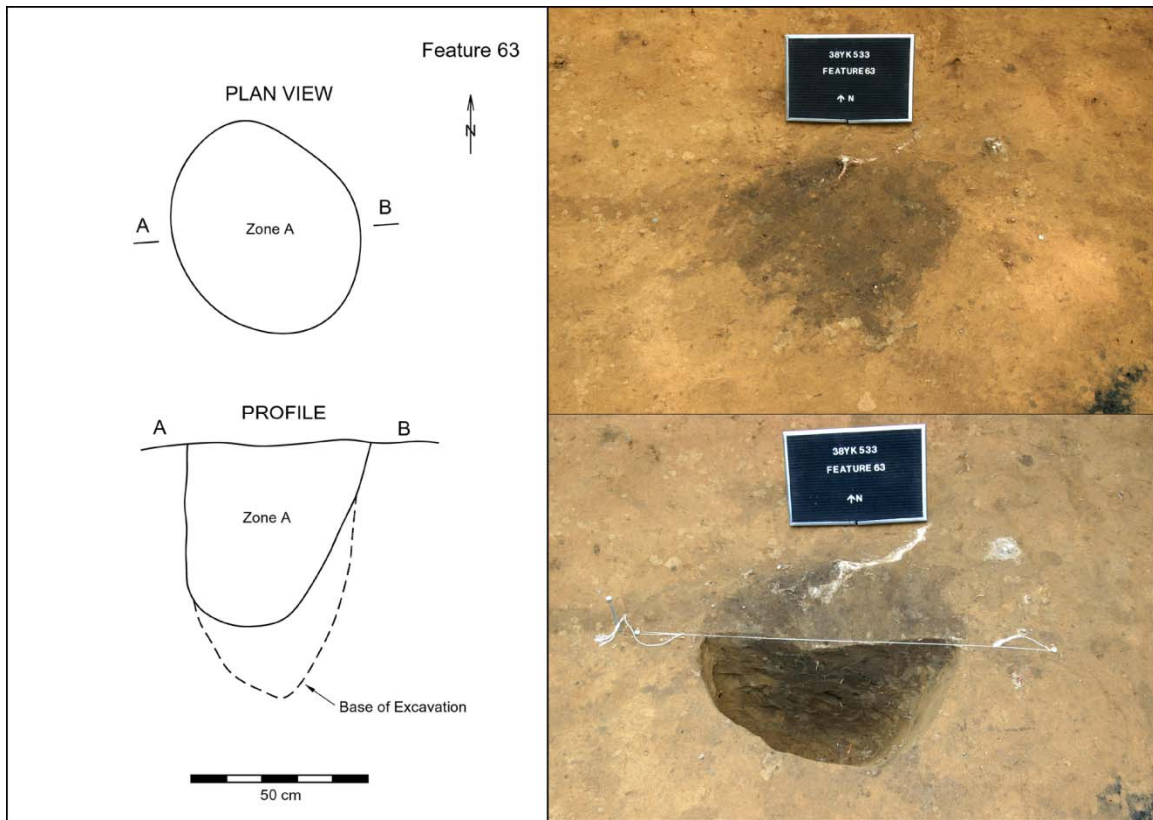 Feature 63
PLAN VIEW
N
A
B
Zone A
PROFILE
A
B
Zone A
Base of Excavation
50 cm
38YK533
FEATURE 63
↑N
38YK533
FEATURE 63
↑N